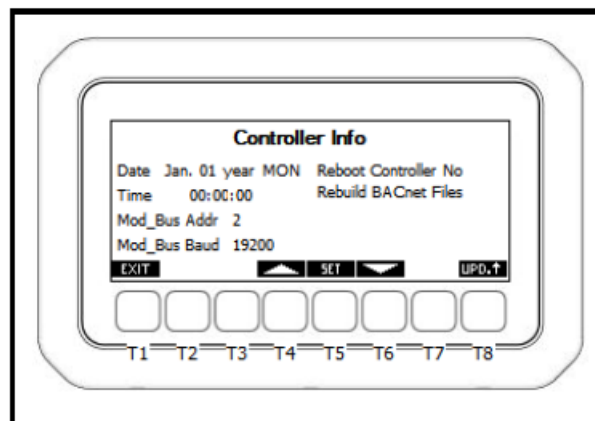 Controller Info
Date Jan. 01 year MON Reboot Controller No
Time 00:00:00 Rebuild BACnet Files
Mod_Bus Addr 2
Mod_Bus Baud 19200
EXIT SET UPD.↑
T1 T2 T3 T4 T5 T6 T7 T8